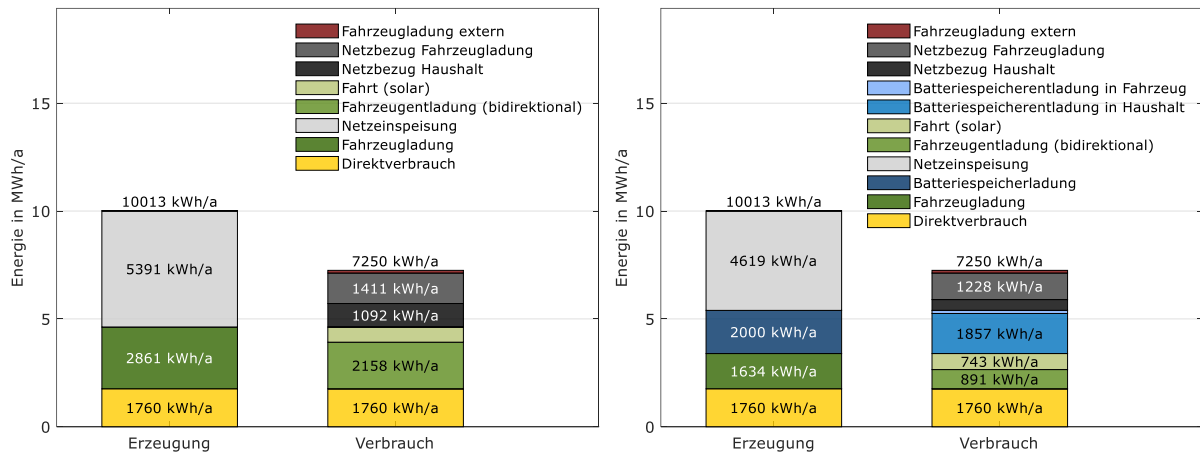 Fahrzeugladung extern
Netzbezug Fahrzeugladung
Netzbezug Haushalt
Fahrt (solar)
Fahrzeugentladung (bidirektional)
Netzeinspeisung
Fahrzeugladung
Direktverbrauch
Energie in MWh/a
15
10
5
0
10013 kWh/a
5391 kWh/a
2861 kWh/a
1760 kWh/a
7250 kWh/a
1411 kWh/a
1092 kWh/a
2158 kWh/a
1760 kWh/a
Erzeugung
Verbrauch
Fahrzeugladung extern
Netzbezug Fahrzeugladung
Netzbezug Haushalt
Batteriespeicherentladung in Fahrzeug
Batteriespeicherentladung in Haushalt
Fahrt (solar)
Fahrzeugentladung (bidirektional)
Netzeinspeisung
Batteriespeicherladung
Fahrzeugladung
Direktverbrauch
Energie in MWh/a
15
10
5
0
10013 kWh/a
4619 kWh/a
2000 kWh/a
1634 kWh/a
1760 kWh/a
7250 kWh/a
1228 kWh/a
1857 kWh/a
743 kWh/a
891 kWh/a
1760 kWh/a
Erzeugung
Verbrauch